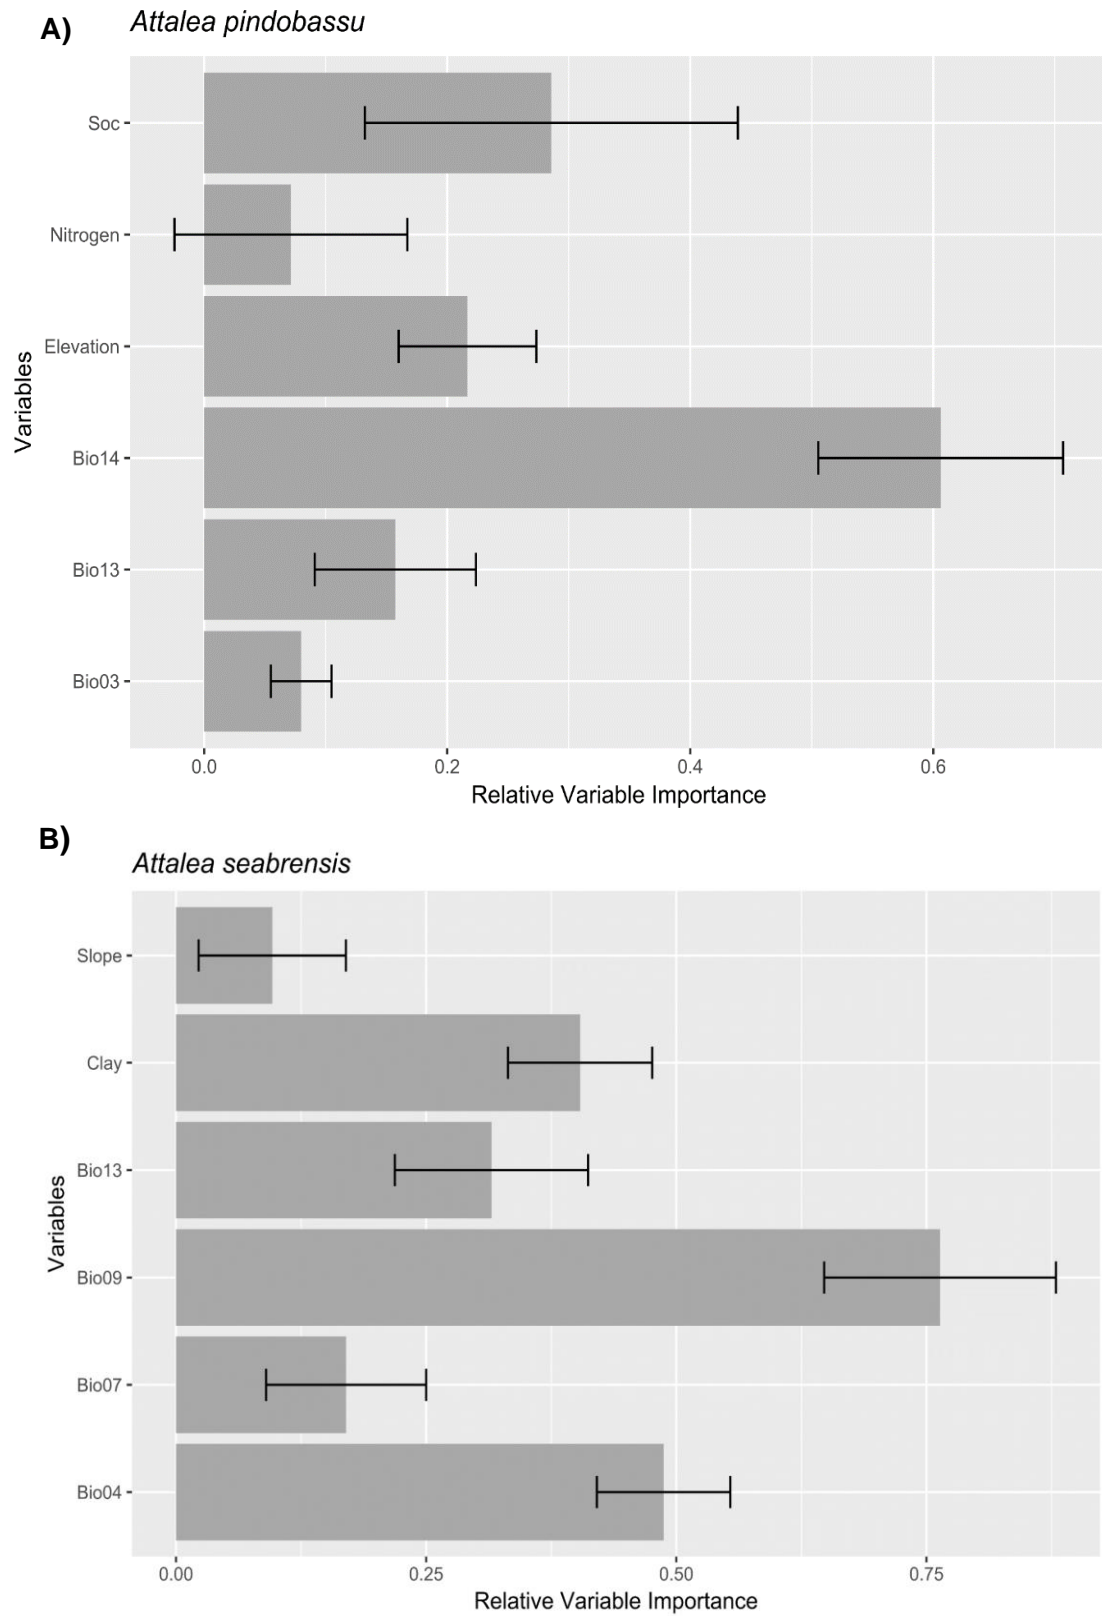 A)
Attalea pindobassu
Variables
Soc
Nitrogen
Elevation
Bio14
Bio13
Bio03
0.0 0.2 0.4 0.6
Relative Variable Importance
B)
Attalea seabrensis
Variables
Slope
Clay
Bio13
Bio09
Bio07
Bio04
0.00 0.25 0.50 0.75
Relative Variable Importance